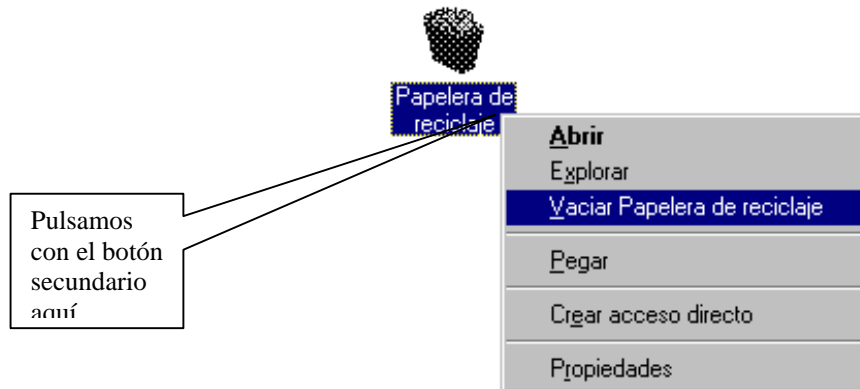 Papelera de
reciclaje
Abrir
Explorar
Vaciar Papelera de reciclaje
Pegar
Crear acceso directo
Propiedades
Pulsamos
con el botón
secundario
aquí